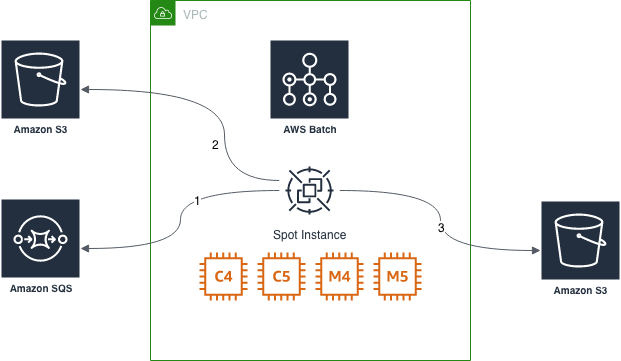 VPC
Amazon S3
AWS Batch
2
1
Spot Instance
3
Amazon SQS
C4 C5 M4 M5
Amazon S3